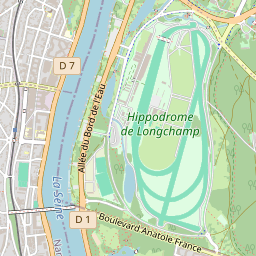 D 7
Allée du Bord de l'Eau
Hippodrome
de Longchamp
La Seine
D 1
Boulevard Anatole France